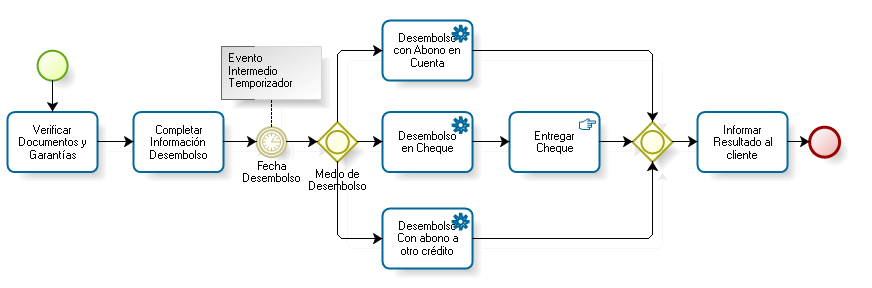 Verificar
Documentos y
Garantías
Completar
Información
Desembolso
Evento
Intermedio
Temporizador
Fecha
Desembolso
Medio de
Desembolso
Desembolso
con Abono en
Cuenta
Desembolso
en Cheque
Entregar
Cheque
Desembolso
Con abono a
otro crédito
Informar
Resultado al
cliente